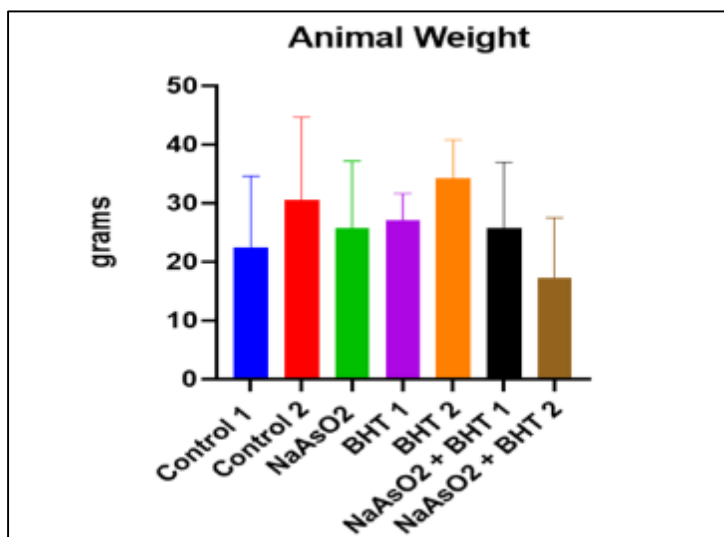 Animal Weight
grams
50
40
30
20
10
0
Control 1
Control 2
NaAsO2
BHT 1
BHT 2
NaAsO2 + BHT 1
NaAsO2 + BHT 2